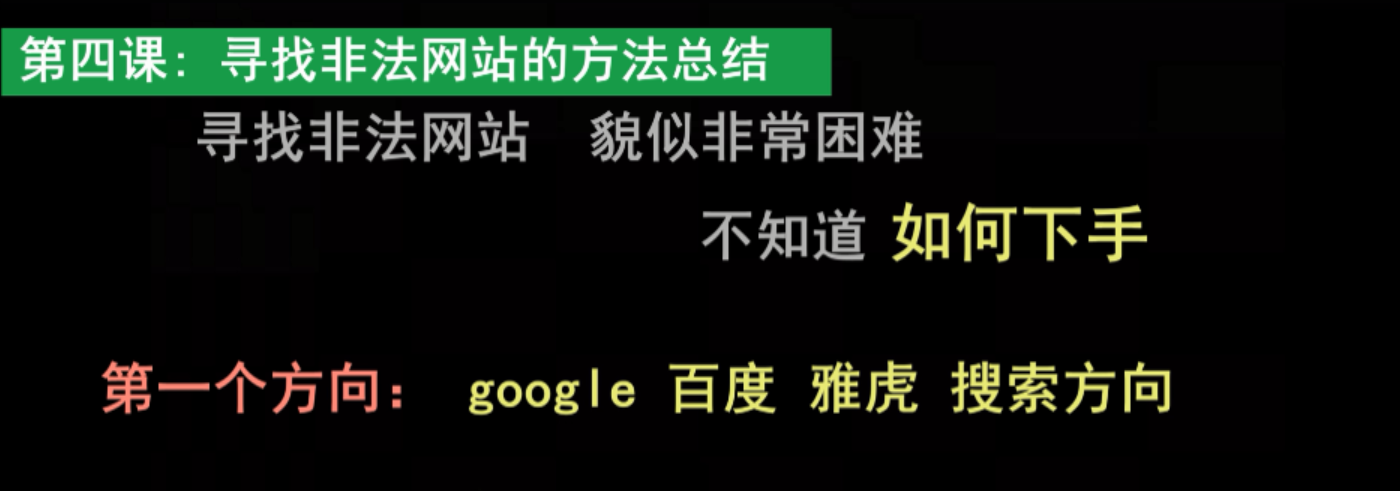 第四课：寻找非法网站的方法总结
寻找非法网站 貌似非常困难
不知道 如何下手
第一个方向： google 百度 雅虎 搜索方向